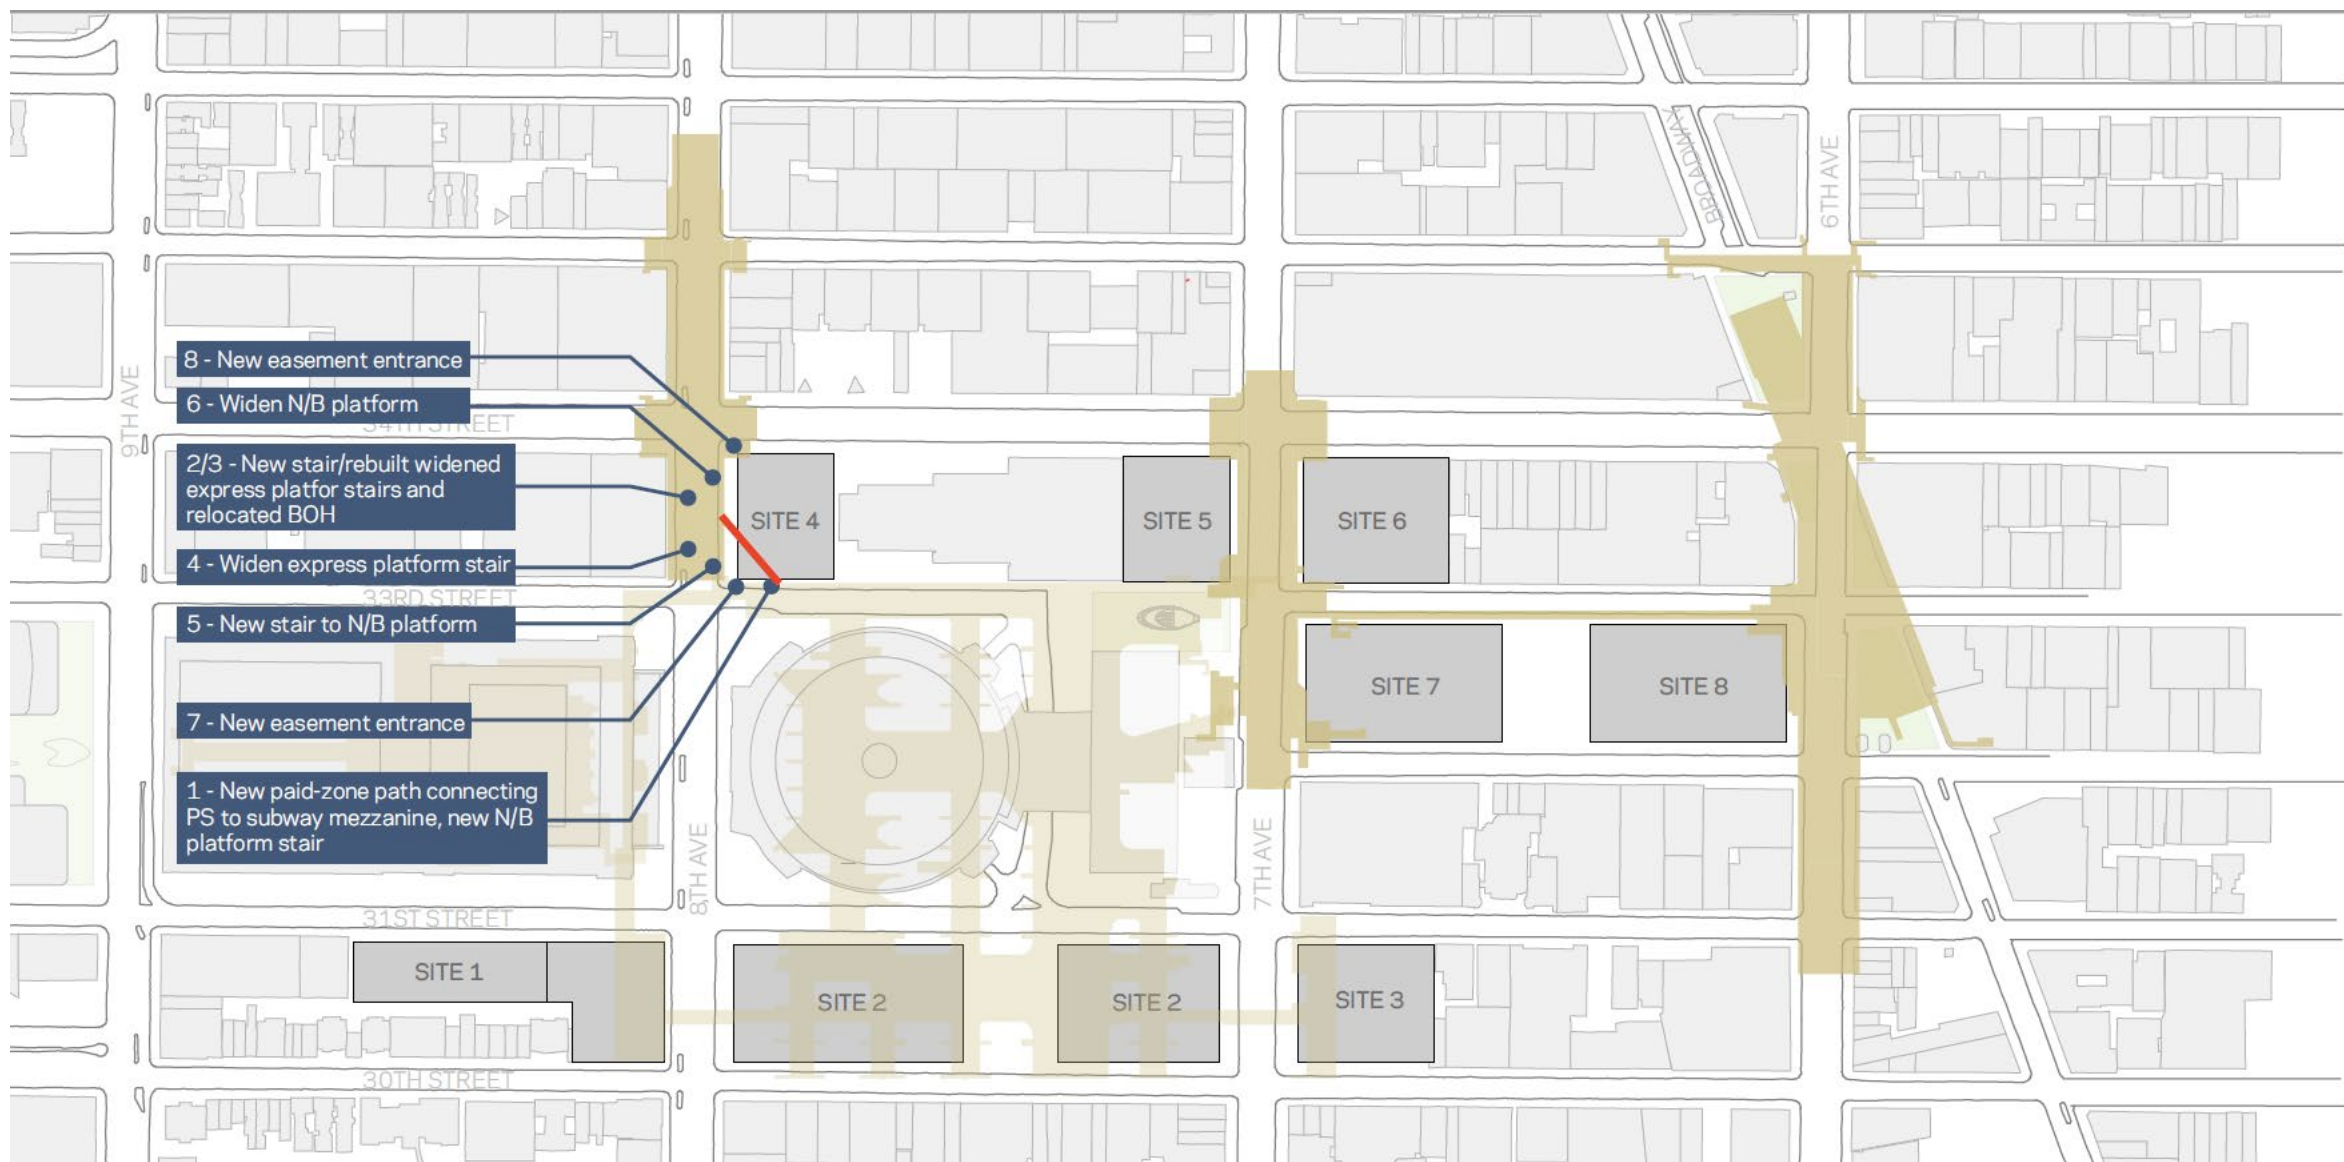 BROADWAY
6TH AVE
8 - New easement entrance
6 - Widen N/B platform
34TH STREET
9TH AVE
2/3 - New stair/rebuilt widened
express platfor stairs and
relocated BOH
SITE 4
SITE 5
SITE 6
4 - Widen express platform stair
33RD STREET
5 - New stair to N/B platform
SITE 7
SITE 8
7 - New easement entrance
1 - New paid-zone path connecting
PS to subway mezzanine, new N/B
platform stair
8TH AVE
7TH AVE
31ST STREET
SITE 1
SITE 2
SITE 2
SITE 3
30TH STREET